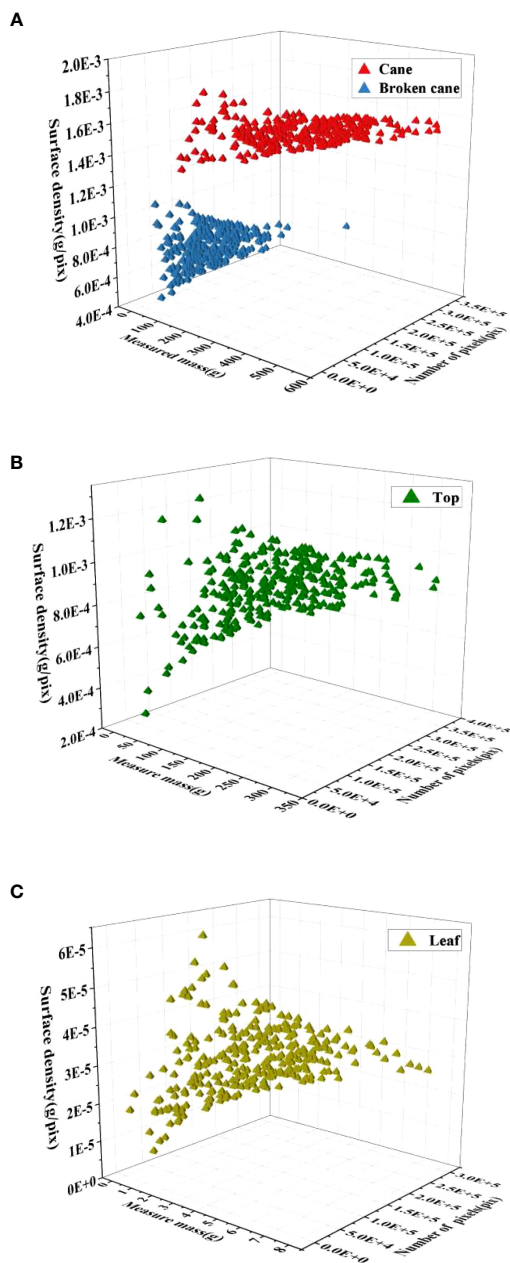 A
2.0E-3
1.8E-3
1.6E-3
1.4E-3
1.2E-3
1.0E-3
8.0E-4
6.0E-4
4.0E-4
Surface density(g/pix)
Cane
Broken cane
0
100
200
300
400
500
600
Measured mass(g)
0.0E+0
5.0E+4
1.0E+5
1.5E+5
2.0E+5
2.5E+5
3.0E+5
3.5E+5
Number of pixels(pix)
B
1.2E-3
1.0E-3
8.0E-4
6.0E-4
4.0E-4
2.0E-4
Surface density(g/pix)
Top
0
50
100
150
200
250
300
350
Measure mass(g)
0.0E+0
5.0E+4
1.0E+5
1.5E+5
2.0E+5
2.5E+5
3.0E+5
3.5E+5
4.0E+5
Number of pixels(pix)
C
6E-5
5E-5
4E-5
3E-5
2E-5
1E-5
0E+0
Surface density(g/pix)
Leaf
0
1
2
3
4
5
6
7
8
Measure mass(g)
0.0E+0
5.0E+4
1.0E+5
1.5E+5
2.0E+5
2.5E+5
3.0E+5
Number of pixels(pix)